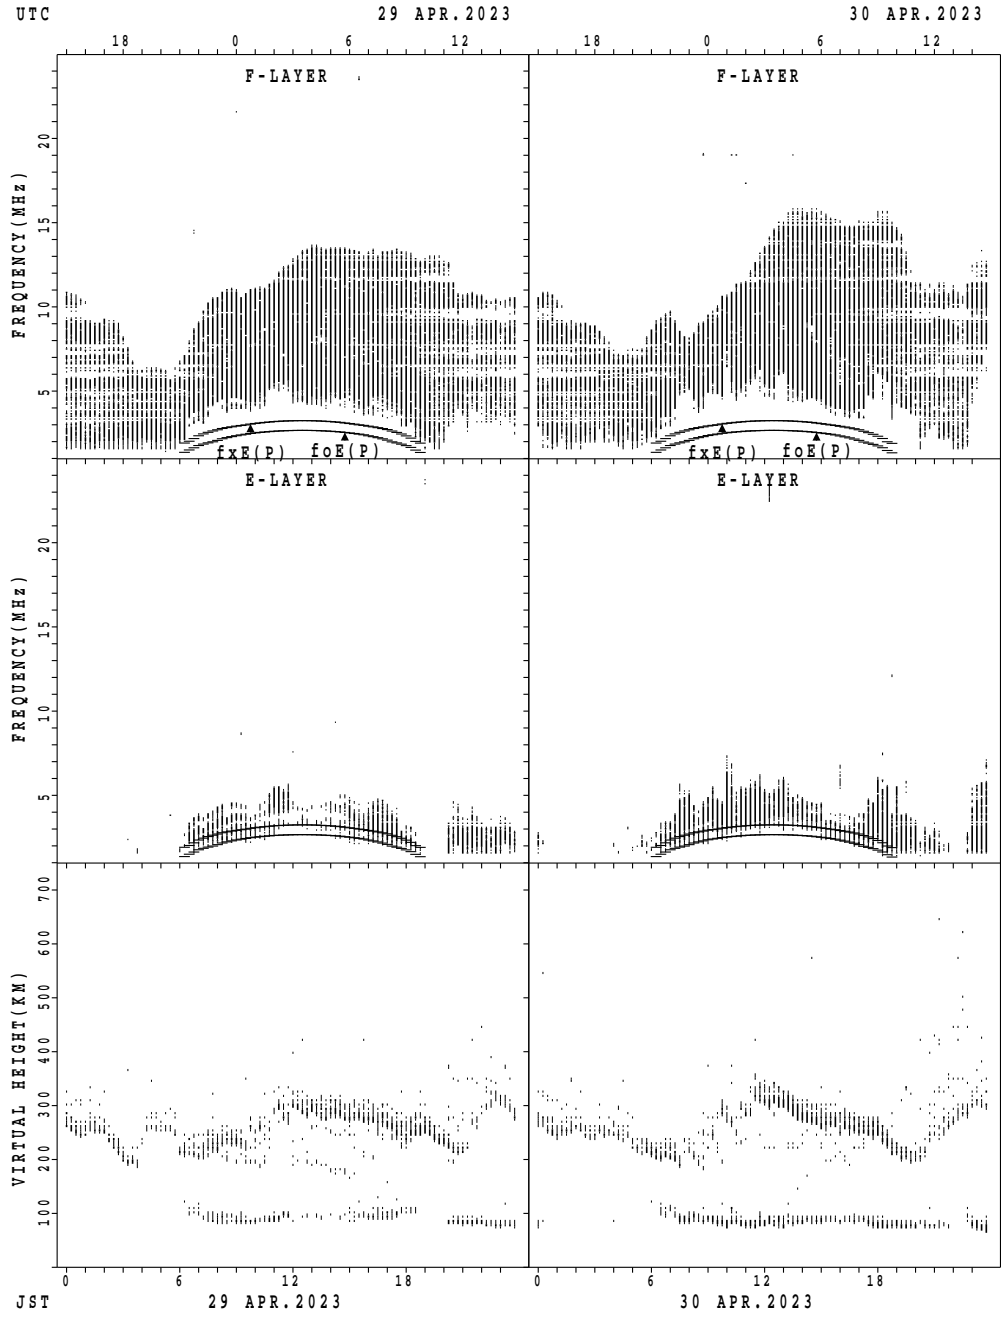 UTC 29 APR.2023 30 APR.2023
18 0 6 12 18 0 6 12
F-LAYER F-LAYER
FREQUENCY(MHz)
20
15
10
5
fxE(P) foE(P) fxE(P) foE(P)
E-LAYER E-LAYER
FREQUENCY(MHz)
20
15
10
5
VIRTUAL HEIGHT(KM)
700
600
500
400
300
200
100
0 6 12 18 0 6 12 18
JST 29 APR.2023 30 APR.2023